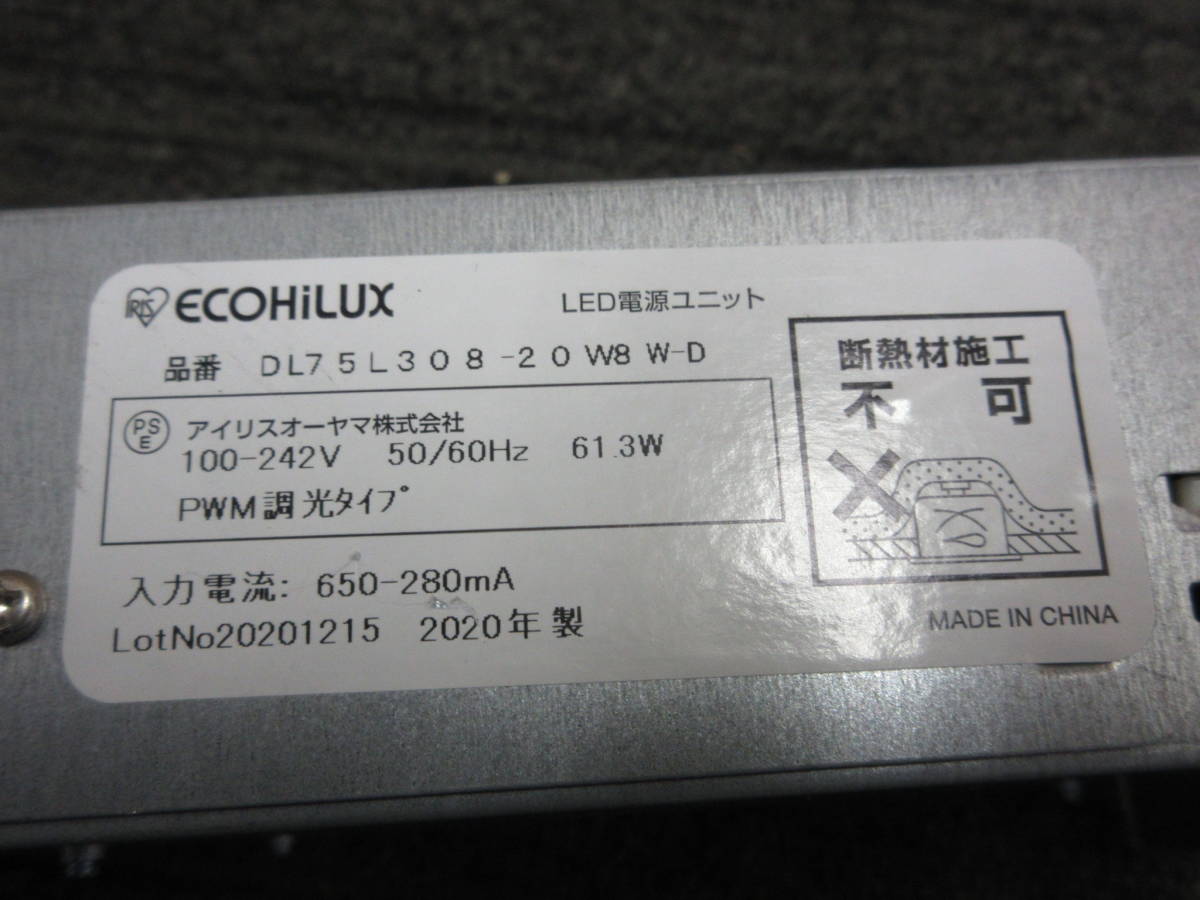 IRIS ECOHiLUX LED電源ユニット
品番 DL75L308-20W8W-D
PSE アイリスオーヤマ株式会社
100-242V 50/60Hz 61.3W
PWM調光タイプ
入力電流: 650-280mA
LotNo20201215 2020年製
断熱材施工
不可
MADE IN CHINA